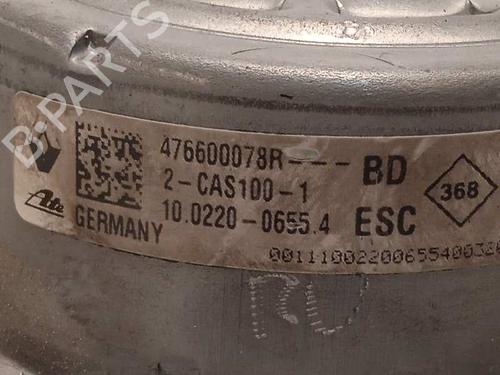 B-PARTS
476600078R--- BD
2-CAS100-1
368
10.0220-0655.4 ESC
Ate
GERMANY